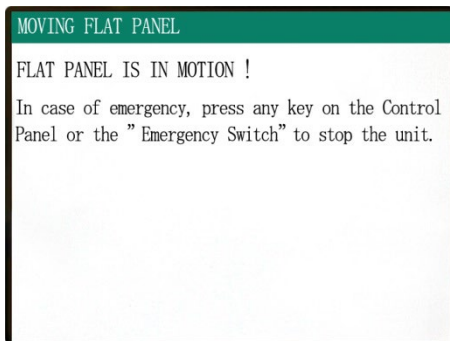 MOVING FLAT PANEL
FLAT PANEL IS IN MOTION !
In case of emergency, press any key on the Control
Panel or the ” Emergency Switch” to stop the unit.